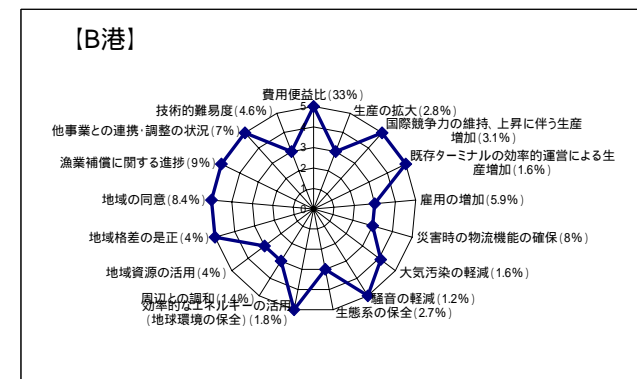 【B港】
費用便益比(33%)
生産の拡大(2.8%)
国際競争力の維持、上昇に伴う生産
増加(3.1%)
既存ターミナルの効率的運営による生
産増加(1.6%)
雇用の増加(5.9%)
災害時の物流機能の確保(8%)
大気汚染の軽減(1.6%)
騒音の軽減(1.2%)
生態系の保全(2.7%)
効率的なエネルギーの活用
(地球環境の保全)(1.8%)
周辺との調和(1.4%)
地域資源の活用(4%)
地域格差の是正(4%)
地域の同意(8.4%)
漁業補償に関する進捗(9%)
他事業との連携・調整の状況(7%)
技術的難易度(4.6%)
5
4
3
2
1
0